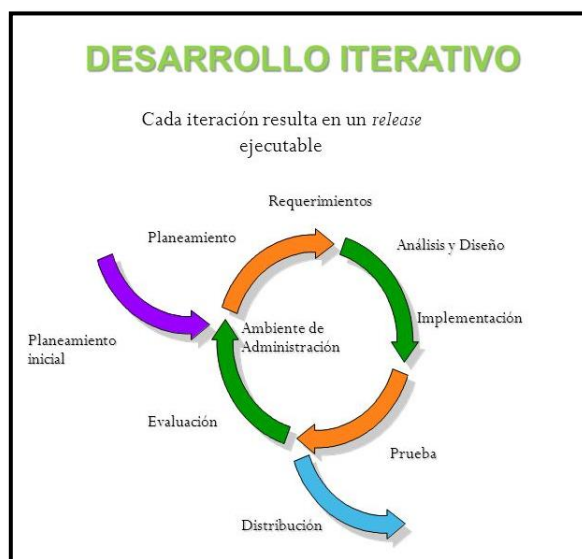 DESARROLLO ITERATIVO
Cada iteración resulta en un release
ejecutable
Requerimientos
Planeamiento
Análisis y Diseño
Implementación
Ambiente de
Administración
Planeamiento
inicial
Evaluación
Prueba
Distribución